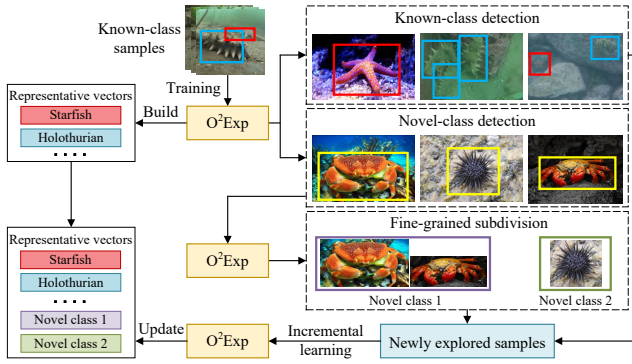 Known-class
samples
Known-class detection
Training
Representative vectors
Starfish
Holothurian
....
Build
O²Exp
Novel-class detection
Fine-grained subdivision
O²Exp
Novel class 1
Novel class 2
Representative vectors
Starfish
Holothurian
....
Novel class 1
Novel class 2
Update
O²Exp
Incremental
learning
Newly explored samples